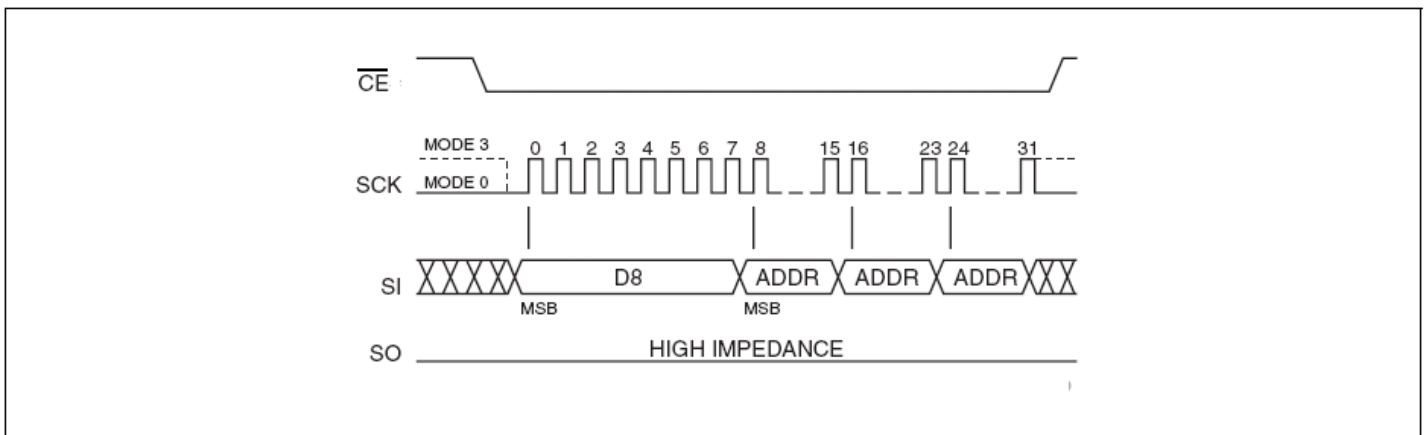 CE
MODE 3
0 1 2 3 4 5 6 7 8 15 16 23 24 31
SCK MODE 0
SI D8 ADDR ADDR ADDR
MSB MSB
SO HIGH IMPEDANCE